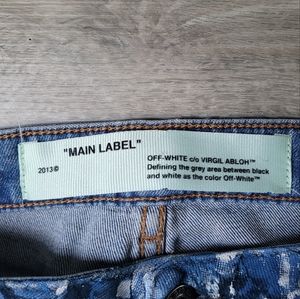 "MAIN LABEL"
2013©
OFF-WHITE c/o VIRGIL ABLOH™
Defining the grey area between black
and white as the color Off-White™